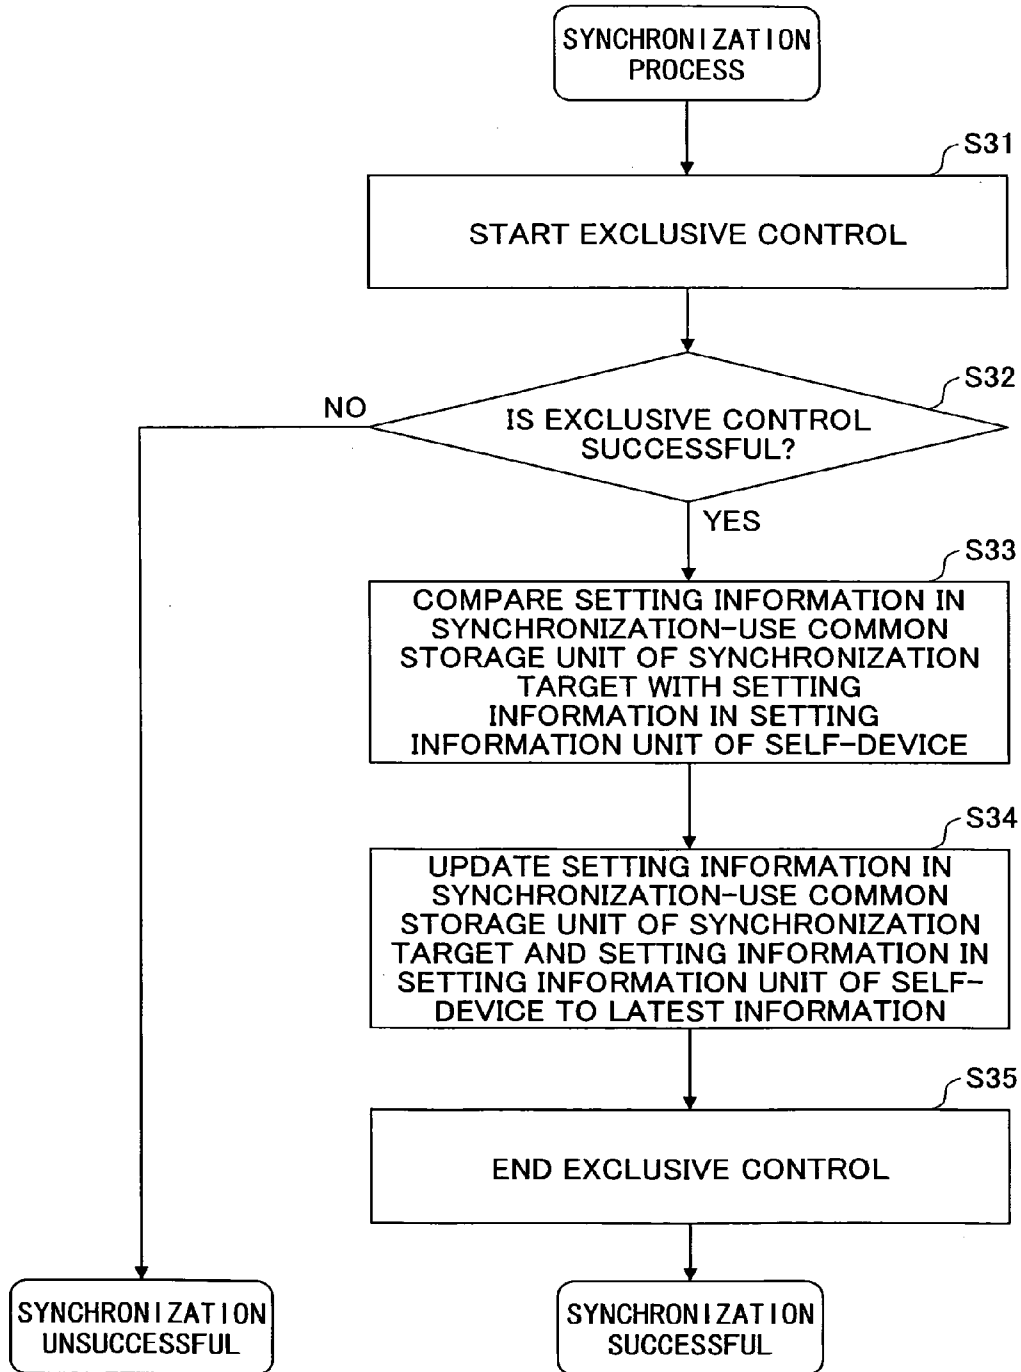 SYNCHRONIZATION
PROCESS
S31
START EXCLUSIVE CONTROL
S32
NO
IS EXCLUSIVE CONTROL
SUCCESSFUL?
YES
S33
COMPARE SETTING INFORMATION IN
SYNCHRONIZATION-USE COMMON
STORAGE UNIT OF SYNCHRONIZATION
TARGET WITH SETTING
INFORMATION IN SETTING
INFORMATION UNIT OF SELF-DEVICE
S34
UPDATE SETTING INFORMATION IN
SYNCHRONIZATION-USE COMMON
STORAGE UNIT OF SYNCHRONIZATION
TARGET AND SETTING INFORMATION IN
SETTING INFORMATION UNIT OF SELF-
DEVICE TO LATEST INFORMATION
S35
END EXCLUSIVE CONTROL
SYNCHRONIZATION
UNSUCCESSFUL
SYNCHRONIZATION
SUCCESSFUL